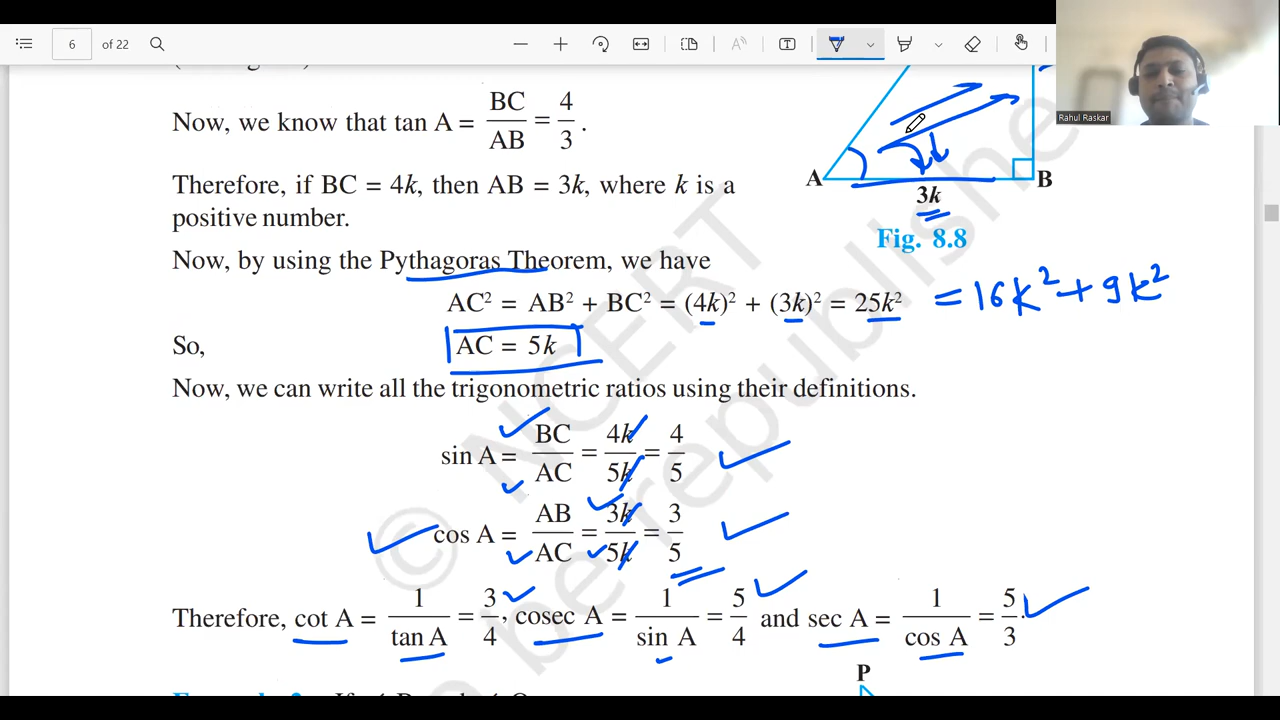 6 of 22
Rahul Raskar
Now, we know that tan A = BC/AB = 4/3.
A
B
3k
Therefore, if BC = 4k, then AB = 3k, where k is a
positive number.
Fig. 8.8
Now, by using the Pythagoras Theorem, we have
AC² = AB² + BC² = (4k)² + (3k)² = 25k² = 16k² + 9k²
So,
AC = 5k
Now, we can write all the trigonometric ratios using their definitions.
sin A = BC/AC = 4k/5k = 4/5
cos A = AB/AC = 3k/5k = 3/5
Therefore, cot A = 1/tan A = 3/4, cosec A = 1/sin A = 5/4 and sec A = 1/cos A = 5/3.
P
© NCERT
be republished